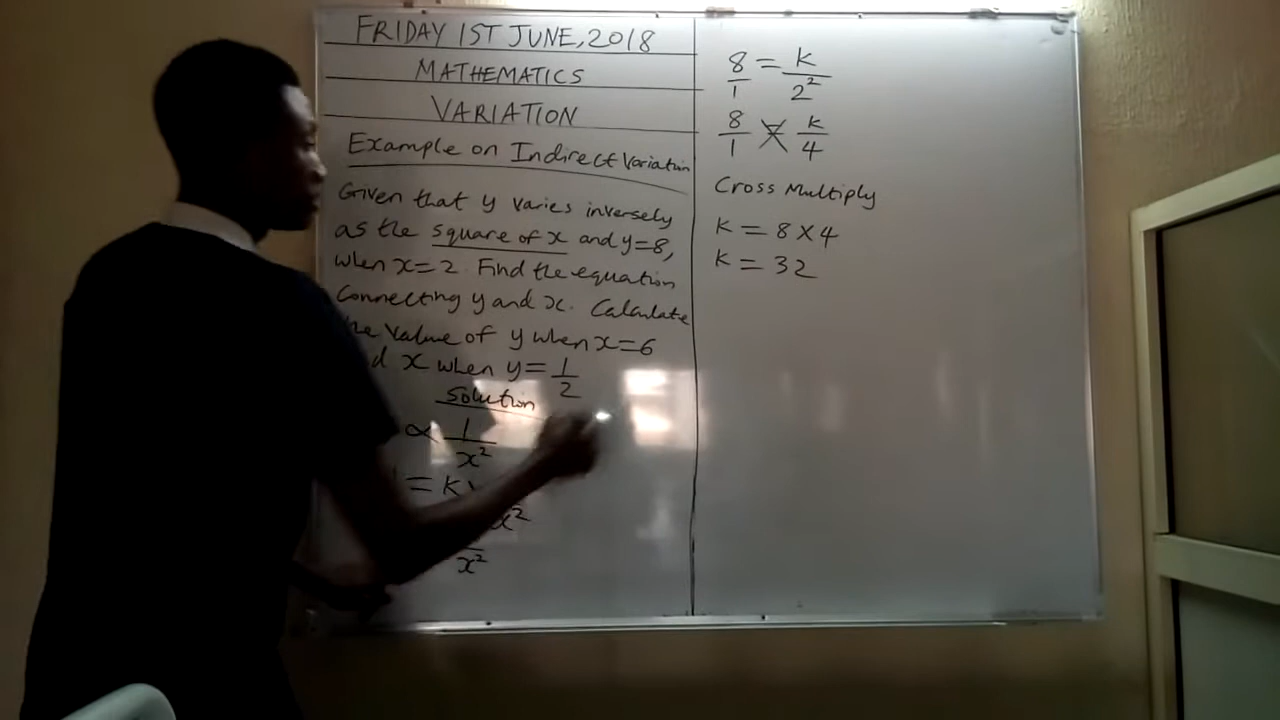 FRIDAY 1ST JUNE, 2018
MATHEMATICS
VARIATION
Example on Indirect Variation
Given that y varies inversely
as the square of x and y=8,
when x=2. Find the equation
Connecting y and x. Calculate
the value of y when x=6
x when y = 1/2
Solution
∝ 1/x²
= K
x²
x²
8/1 = K/2²
8/1 = K/4
Cross Multiply
K = 8 × 4
K = 32